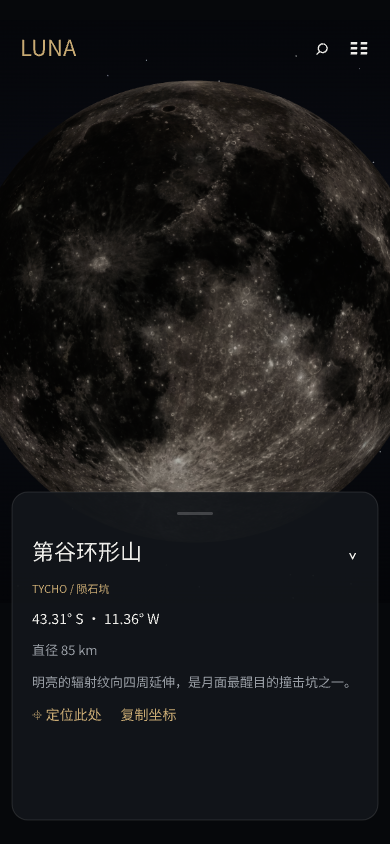 LUNA
第谷环形山
TYCHO / 陨石坑
43.31° S · 11.36° W
直径 85 km
明亮的辐射纹向四周延伸，是月面最醒目的撞击坑之一。
定位此处 复制坐标